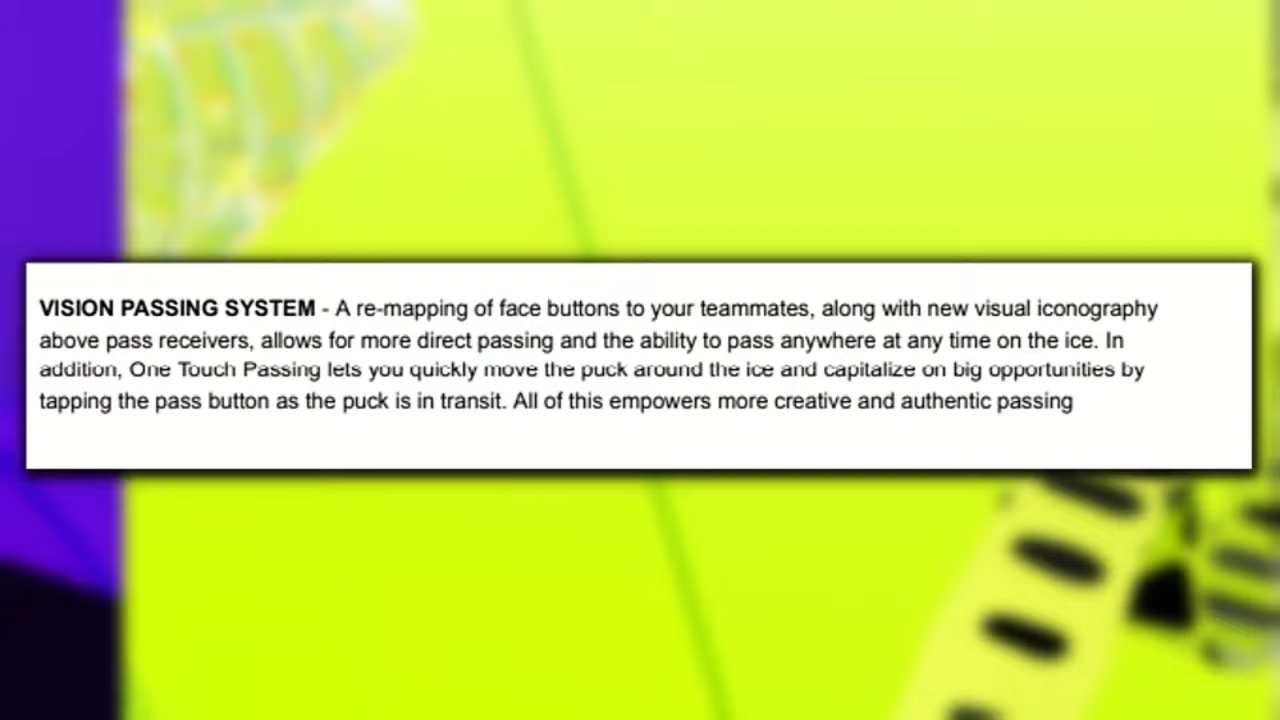 VISION PASSING SYSTEM - A re-mapping of face buttons to your teammates, along with new visual iconography
above pass receivers, allows for more direct passing and the ability to pass anywhere at any time on the ice. In
addition, One Touch Passing lets you quickly move the puck around the ice and capitalize on big opportunities by
tapping the pass button as the puck is in transit. All of this empowers more creative and authentic passing